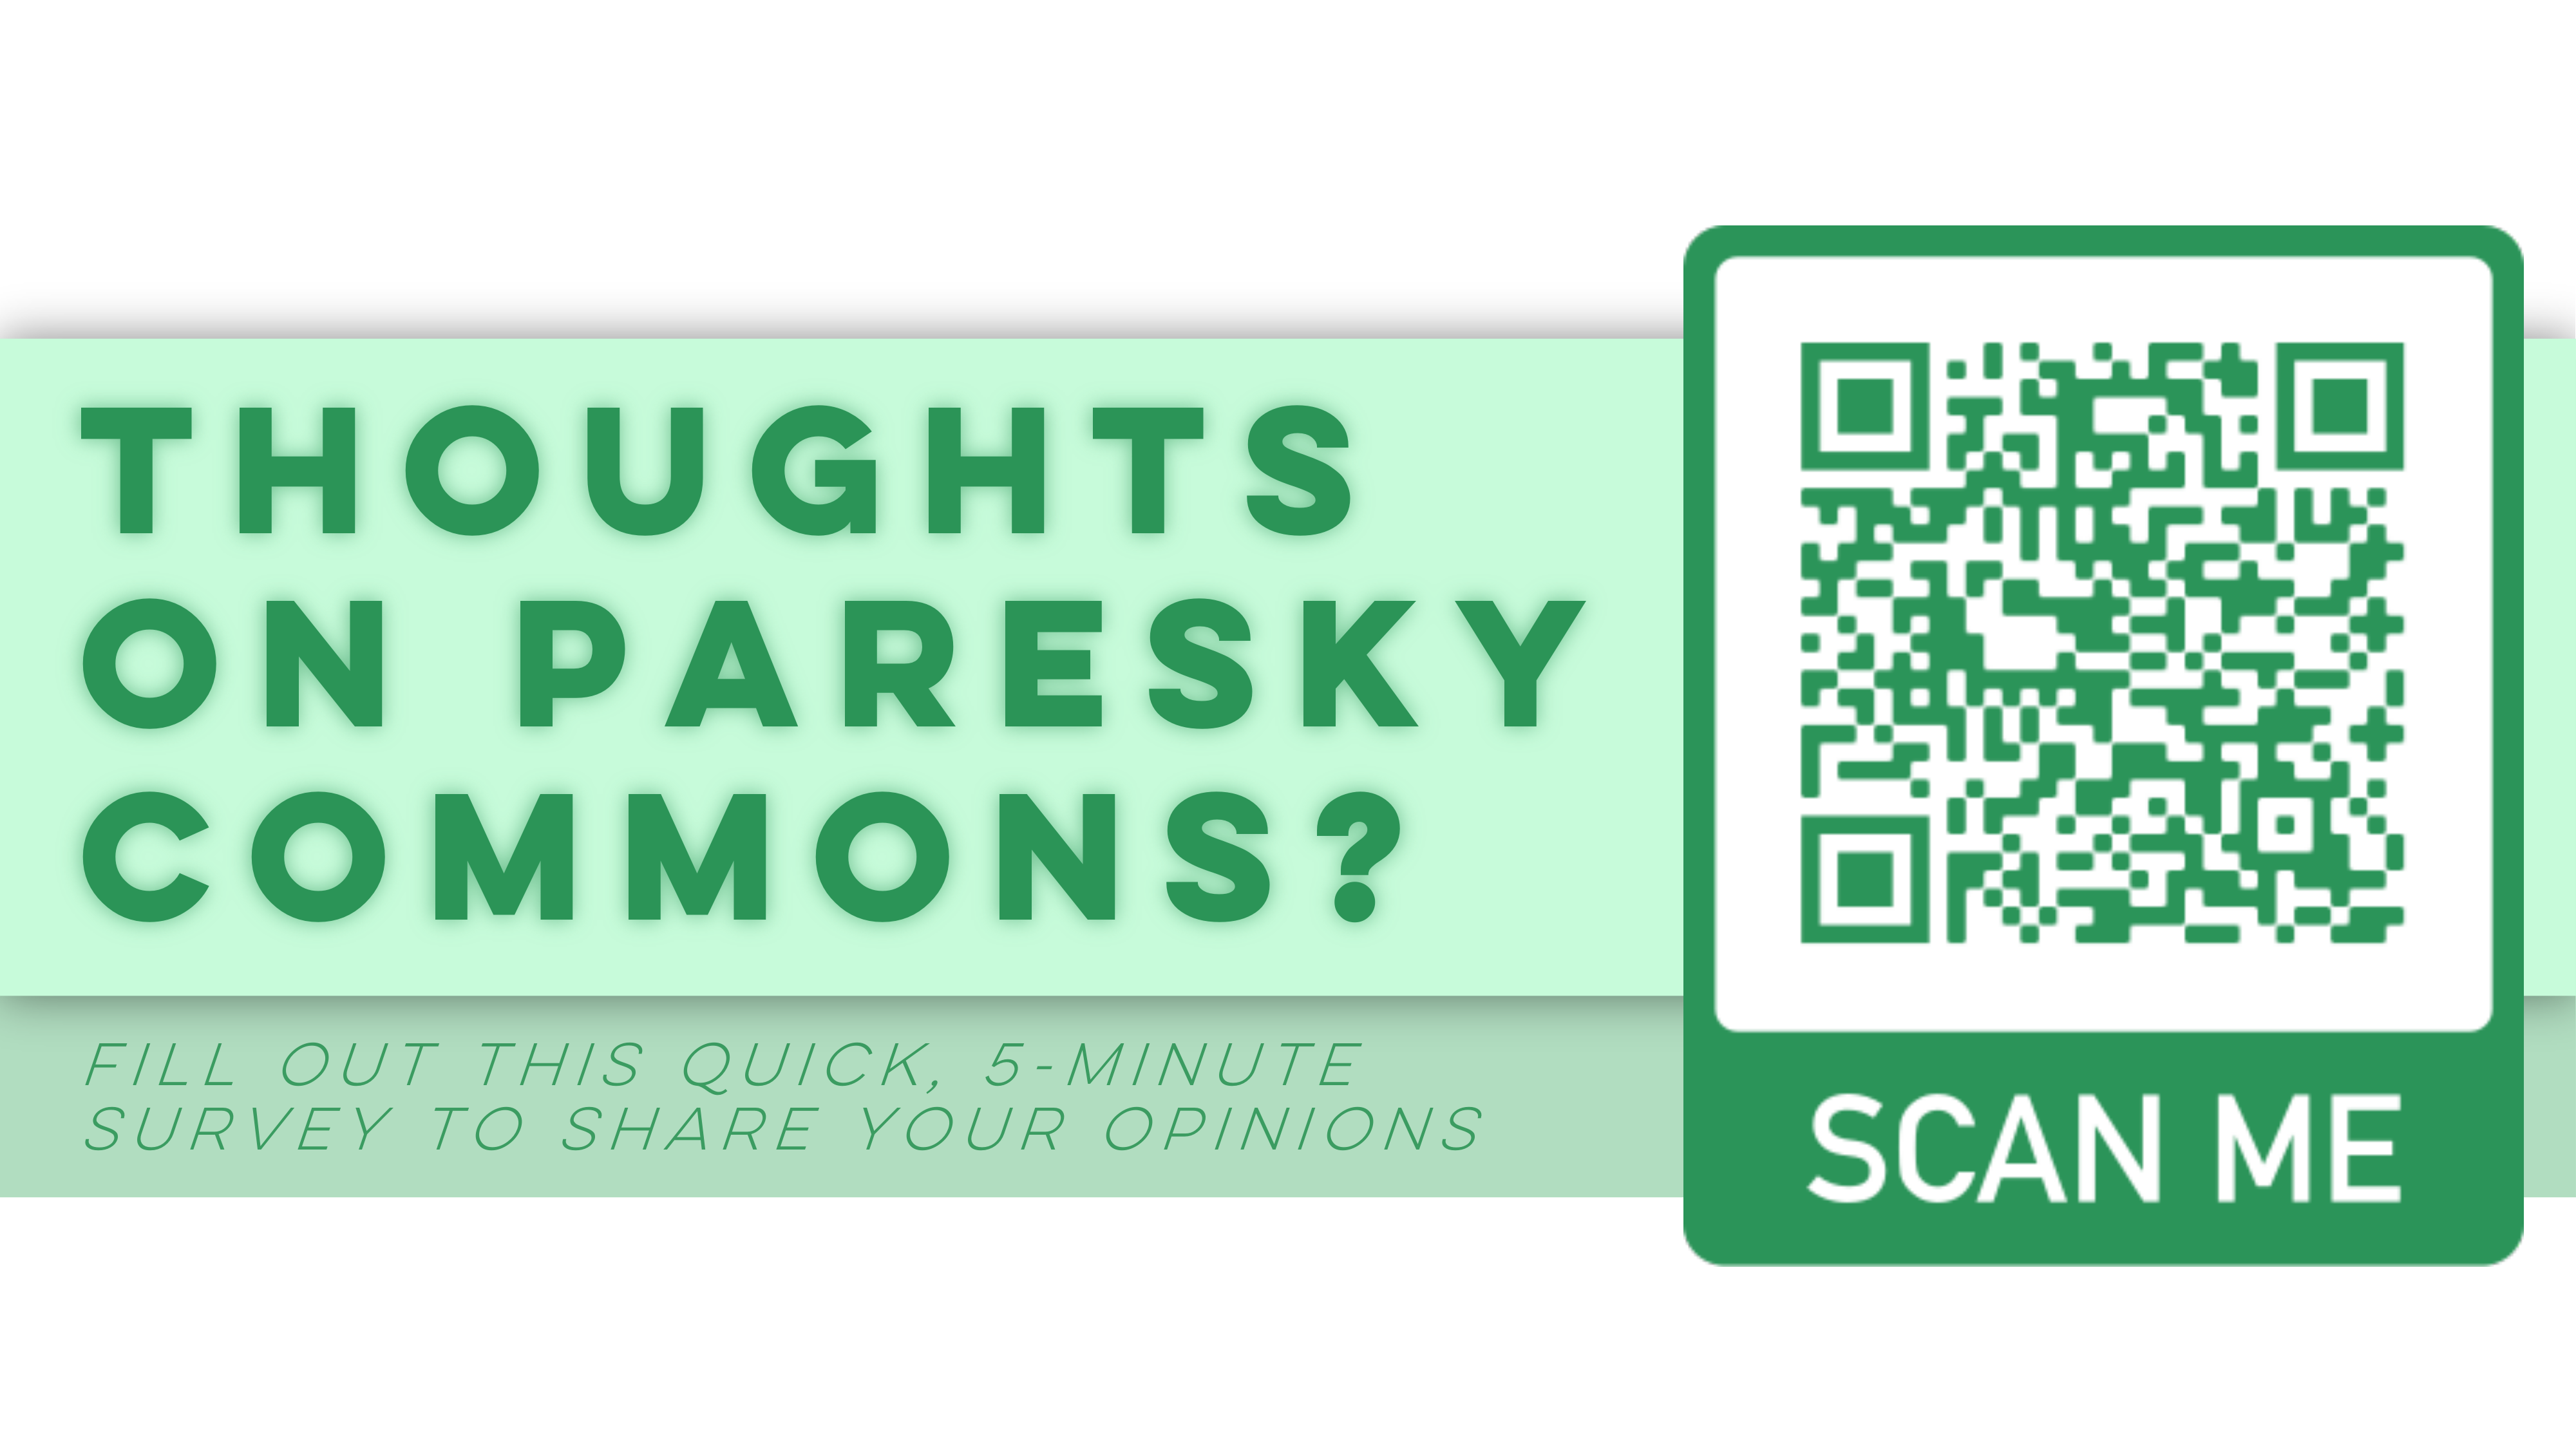 THOUGHTS
ON PARESKY
COMMONS?
FILL OUT THIS QUICK, 5-MINUTE
SURVEY TO SHARE YOUR OPINIONS
SCAN ME